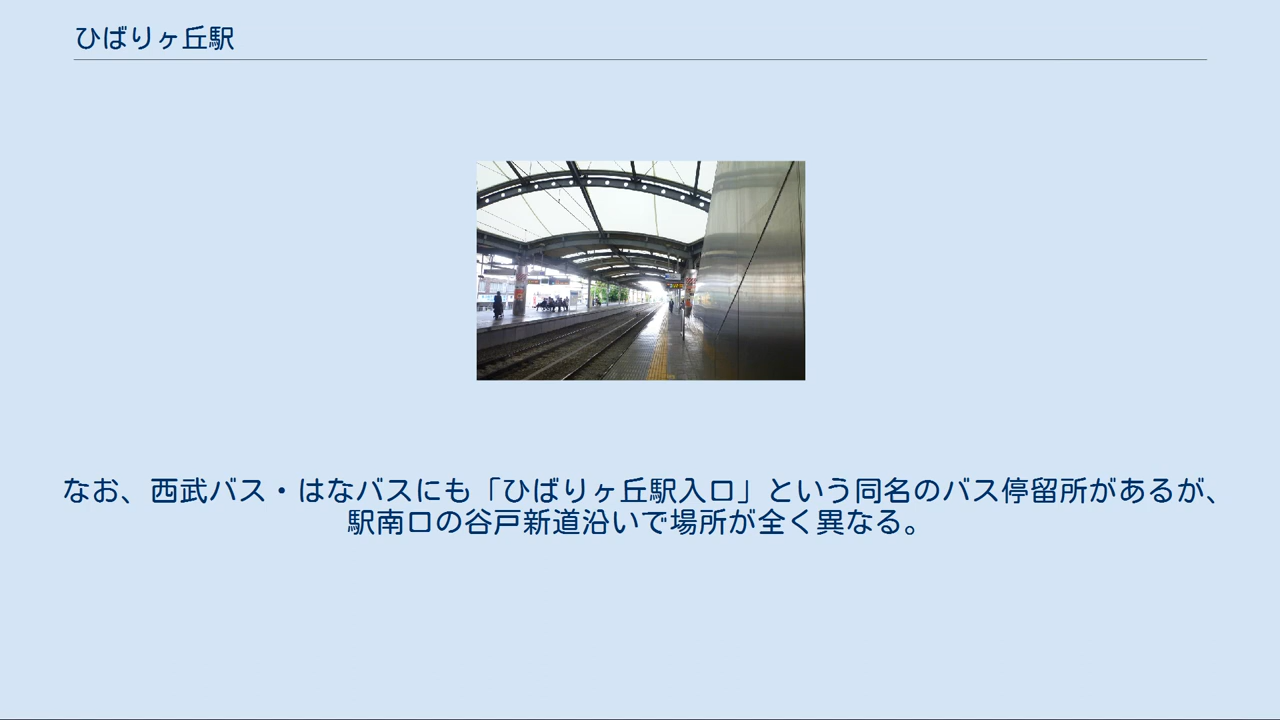 ひばりヶ丘駅
なお、西武バス・はなバスにも「ひばりヶ丘駅入口」という同名のバス停留所があるが、
駅南口の谷戸新道沿いで場所が全く異なる。